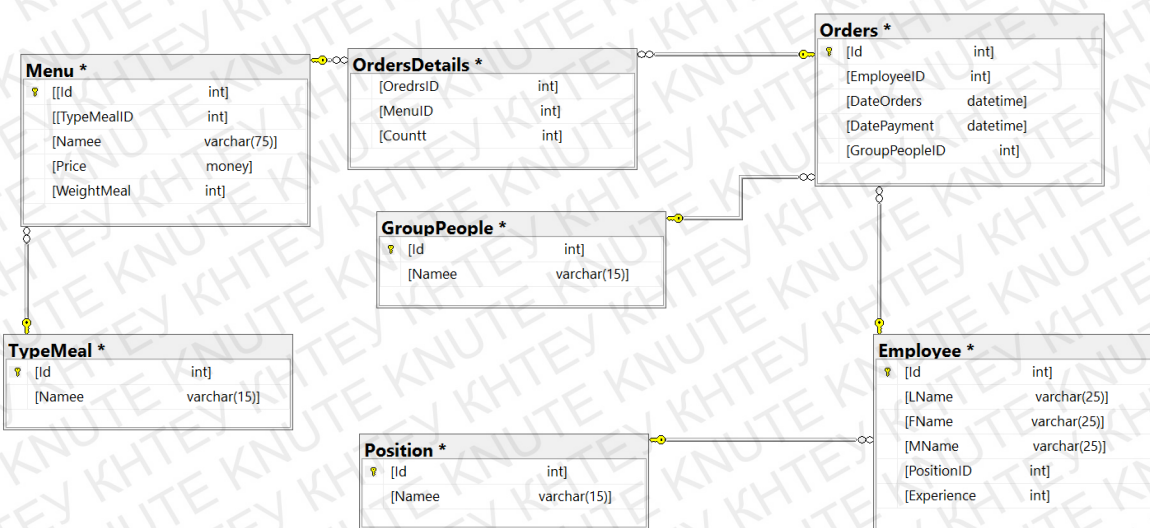 Menu *
[[Id int]
[[TypeMealID int]
[Namee varchar(75)]
[Price money]
[WeightMeal int]
OrdersDetails *
[OredrsID int]
[MenuID int]
[Countt int]
Orders *
[Id int]
[EmployeeID int]
[DateOrders datetime]
[DatePayment datetime]
[GroupPeopleID int]
GroupPeople *
[Id int]
[Namee varchar(15)]
TypeMeal *
[Id int]
[Namee varchar(15)]
Position *
[Id int]
[Namee varchar(15)]
Employee *
[Id int]
[LName varchar(25)]
[FName varchar(25)]
[MName varchar(25)]
[PositionID int]
[Experience int]
KNUTE KHTEY